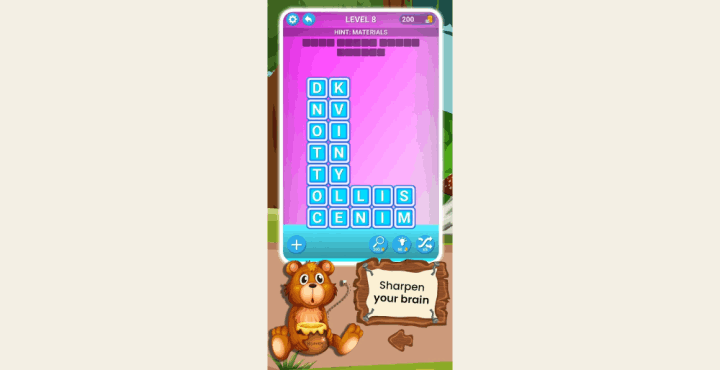 LEVEL 8
200
HINT: MATERIALS
D K
N V
O I
T N
T Y
O L L I S
C E N I M
Sharpen
your brain